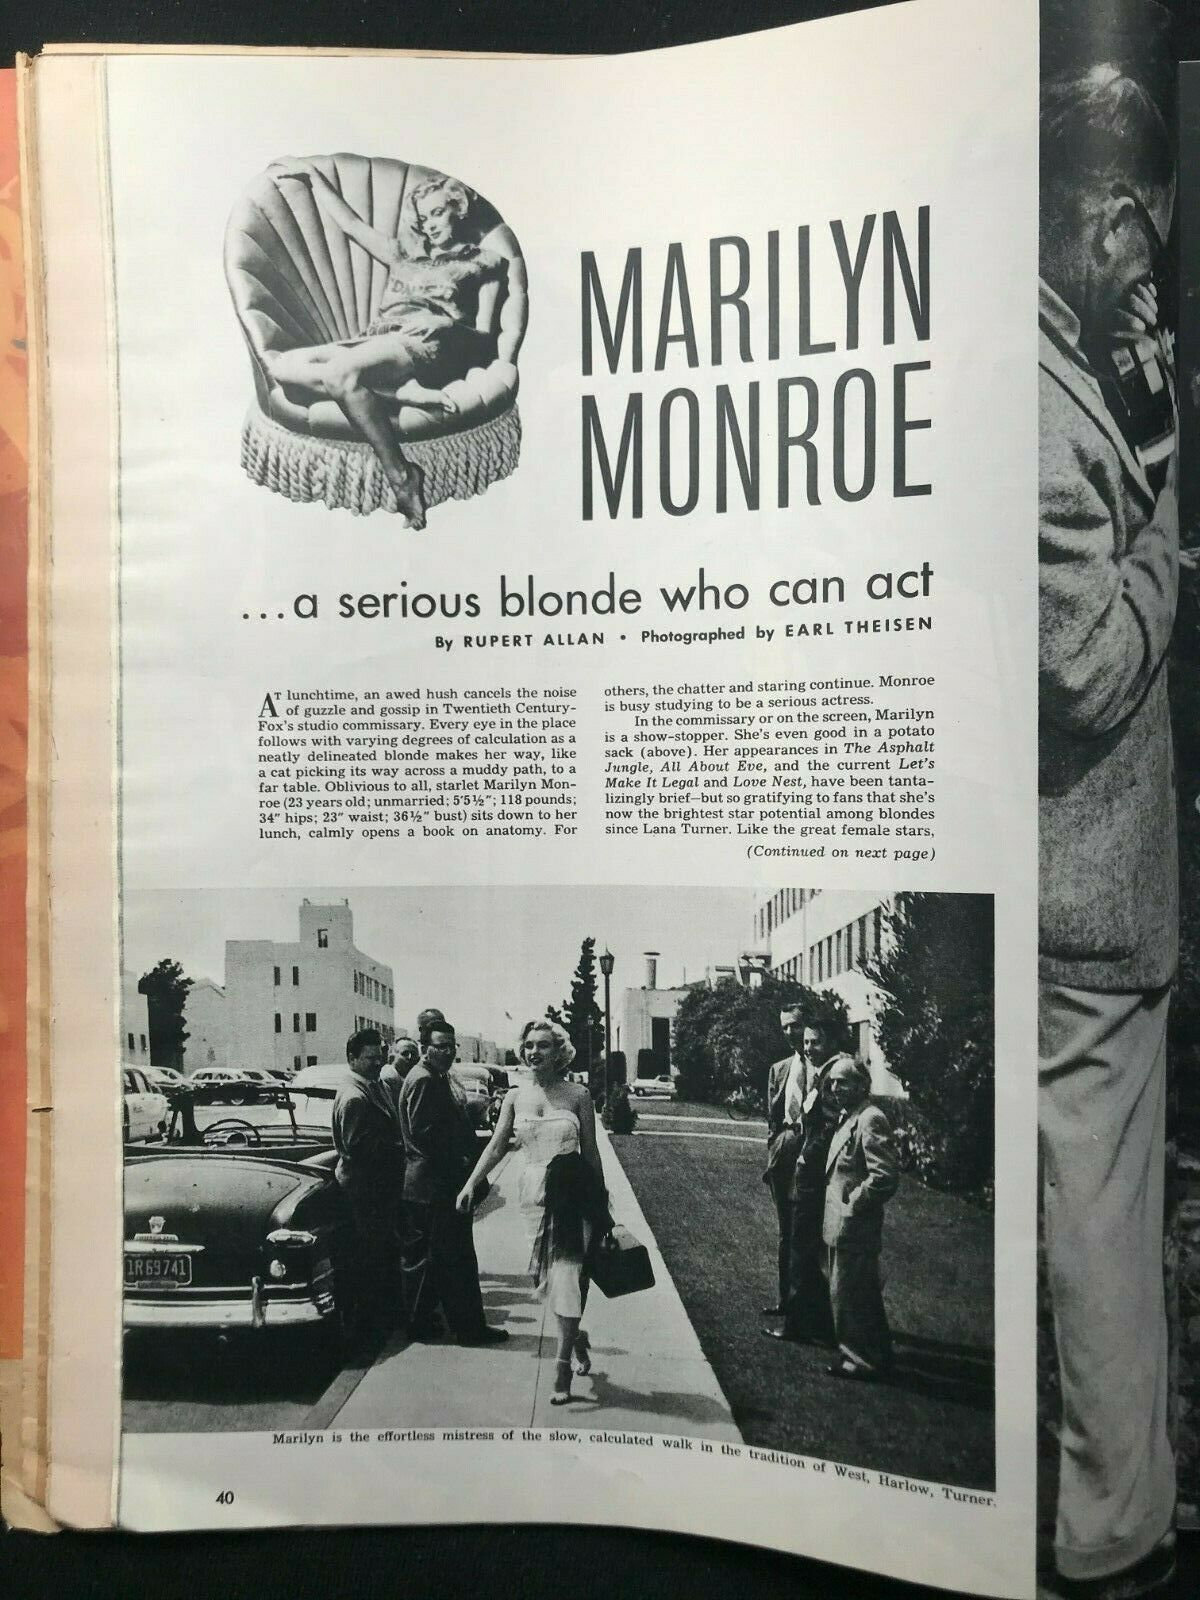 MARILYN
MONROE
...a serious blonde who can act
By RUPERT ALLAN • Photographed by EARL THEISEN
AT lunchtime, an awed hush cancels the noise
of guzzle and gossip in Twentieth Century-
Fox's studio commissary. Every eye in the place
follows with varying degrees of calculation as a
neatly delineated blonde makes her way, like
a cat picking its way across a muddy path, to a
far table. Oblivious to all, starlet Marilyn Mon-
roe (23 years old; unmarried; 5'5½"; 118 pounds;
34" hips; 23" waist; 36½" bust) sits down to her
lunch, calmly opens a book on anatomy. For
others, the chatter and staring continue. Monroe
is busy studying to be a serious actress.
In the commissary or on the screen, Marilyn
is a show-stopper. She's even good in a potato
sack (above). Her appearances in The Asphalt
Jungle, All About Eve, and the current Let's
Make It Legal and Love Nest, have been tanta-
lizingly brief—but so gratifying to fans that she's
now the brightest star potential among blondes
since Lana Turner. Like the great female stars,
(Continued on next page)
1R69741
Marilyn is the effortless mistress of the slow, calculated walk in the tradition of West, Harlow, Turner.
40